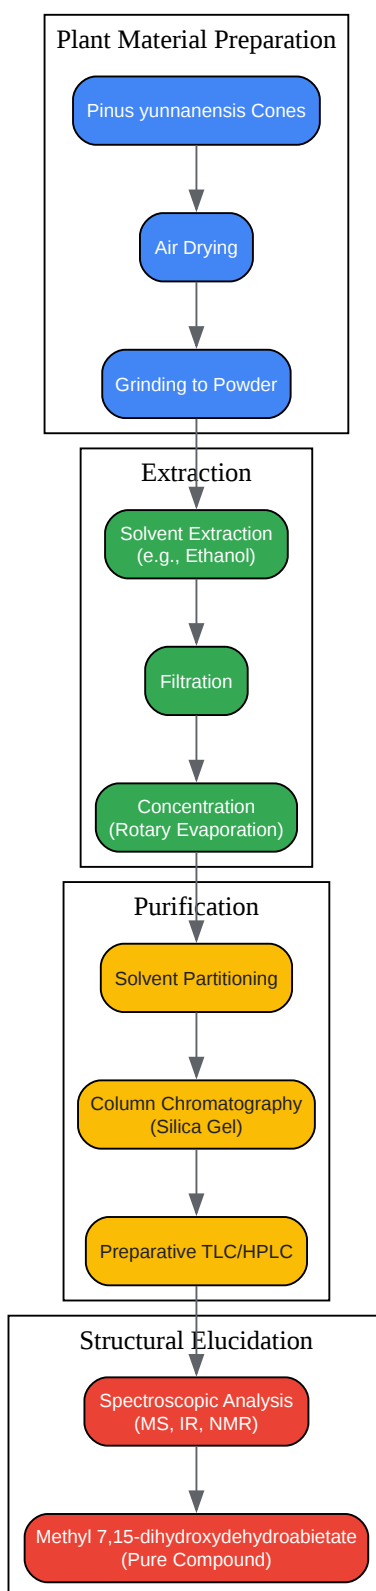 Plant Material Preparation
Pinus yunnanensis Cones
Air Drying
Grinding to Powder
Extraction
Solvent Extraction
(e.g., Ethanol)
Filtration
Concentration
(Rotary Evaporation)
Purification
Solvent Partitioning
Column Chromatography
(Silica Gel)
Preparative TLC/HPLC
Structural Elucidation
Spectroscopic Analysis
(MS, IR, NMR)
Methyl 7,15-dihydroxydehydroabietate
(Pure Compound)